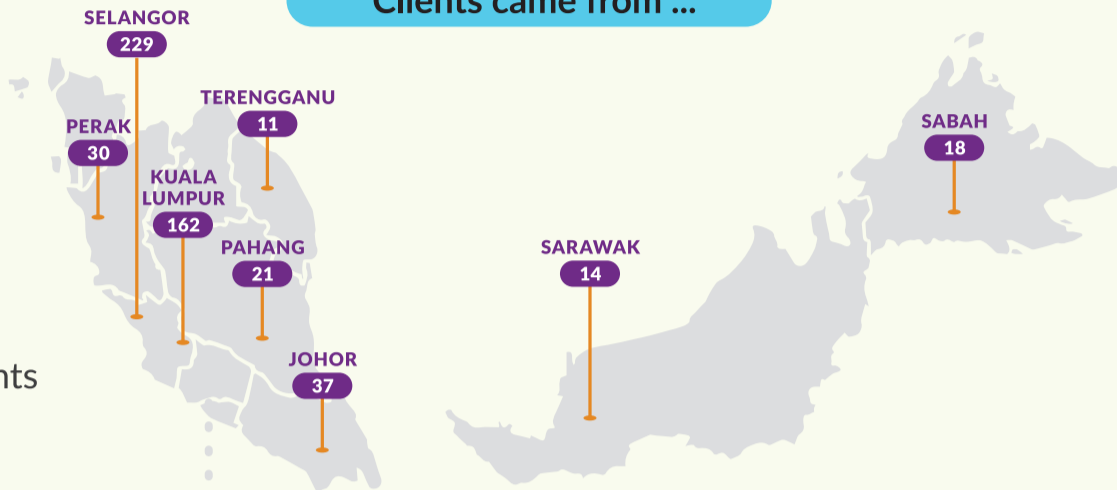 Clients came from ...
SELANGOR
229
TERENGGANU
11
PERAK
30
KUALA
LUMPUR
162
PAHANG
21
JOHOR
37
SARAWAK
14
SABAH
18
nts